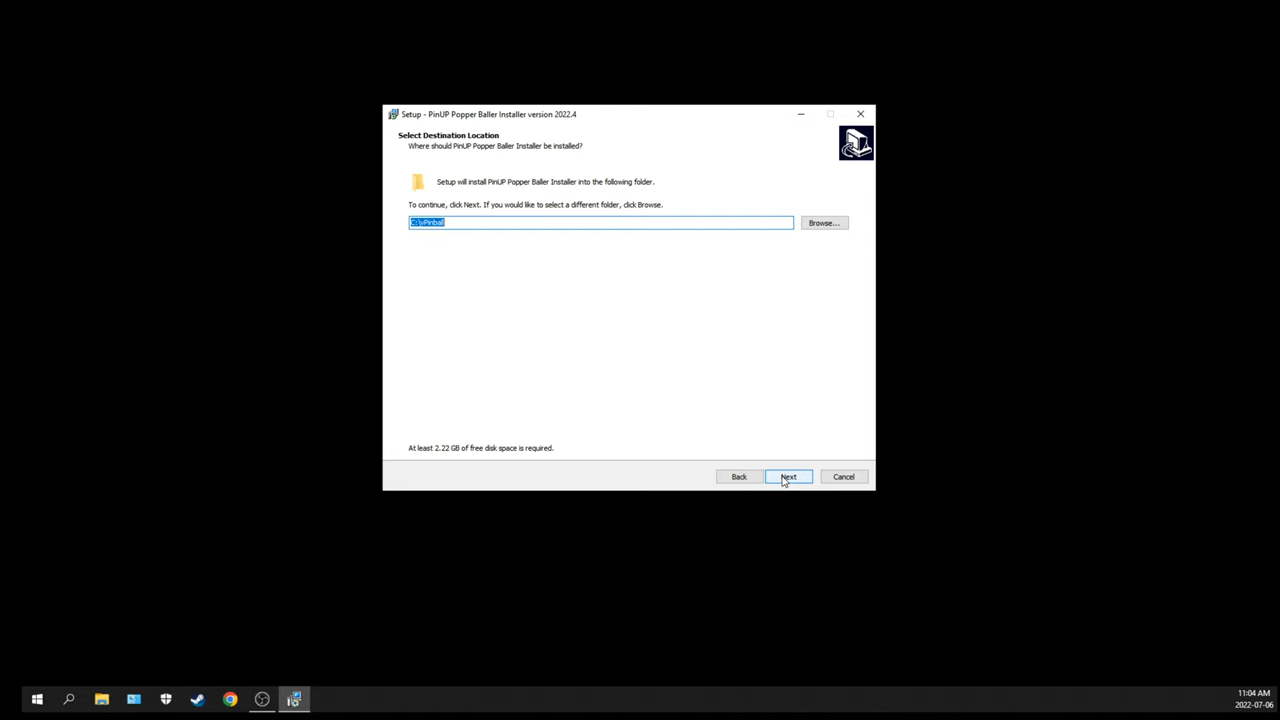 Setup - PinUP Popper Baller Installer version 2022.4
Select Destination Location
Where should PinUP Popper Baller Installer be installed?
Setup will install PinUP Popper Baller Installer into the following folder.
To continue, click Next. If you would like to select a different folder, click Browse.
C:\vPinball
Browse...
At least 2.22 GB of free disk space is required.
Back
Next
Cancel
11:04 AM
2022-07-06